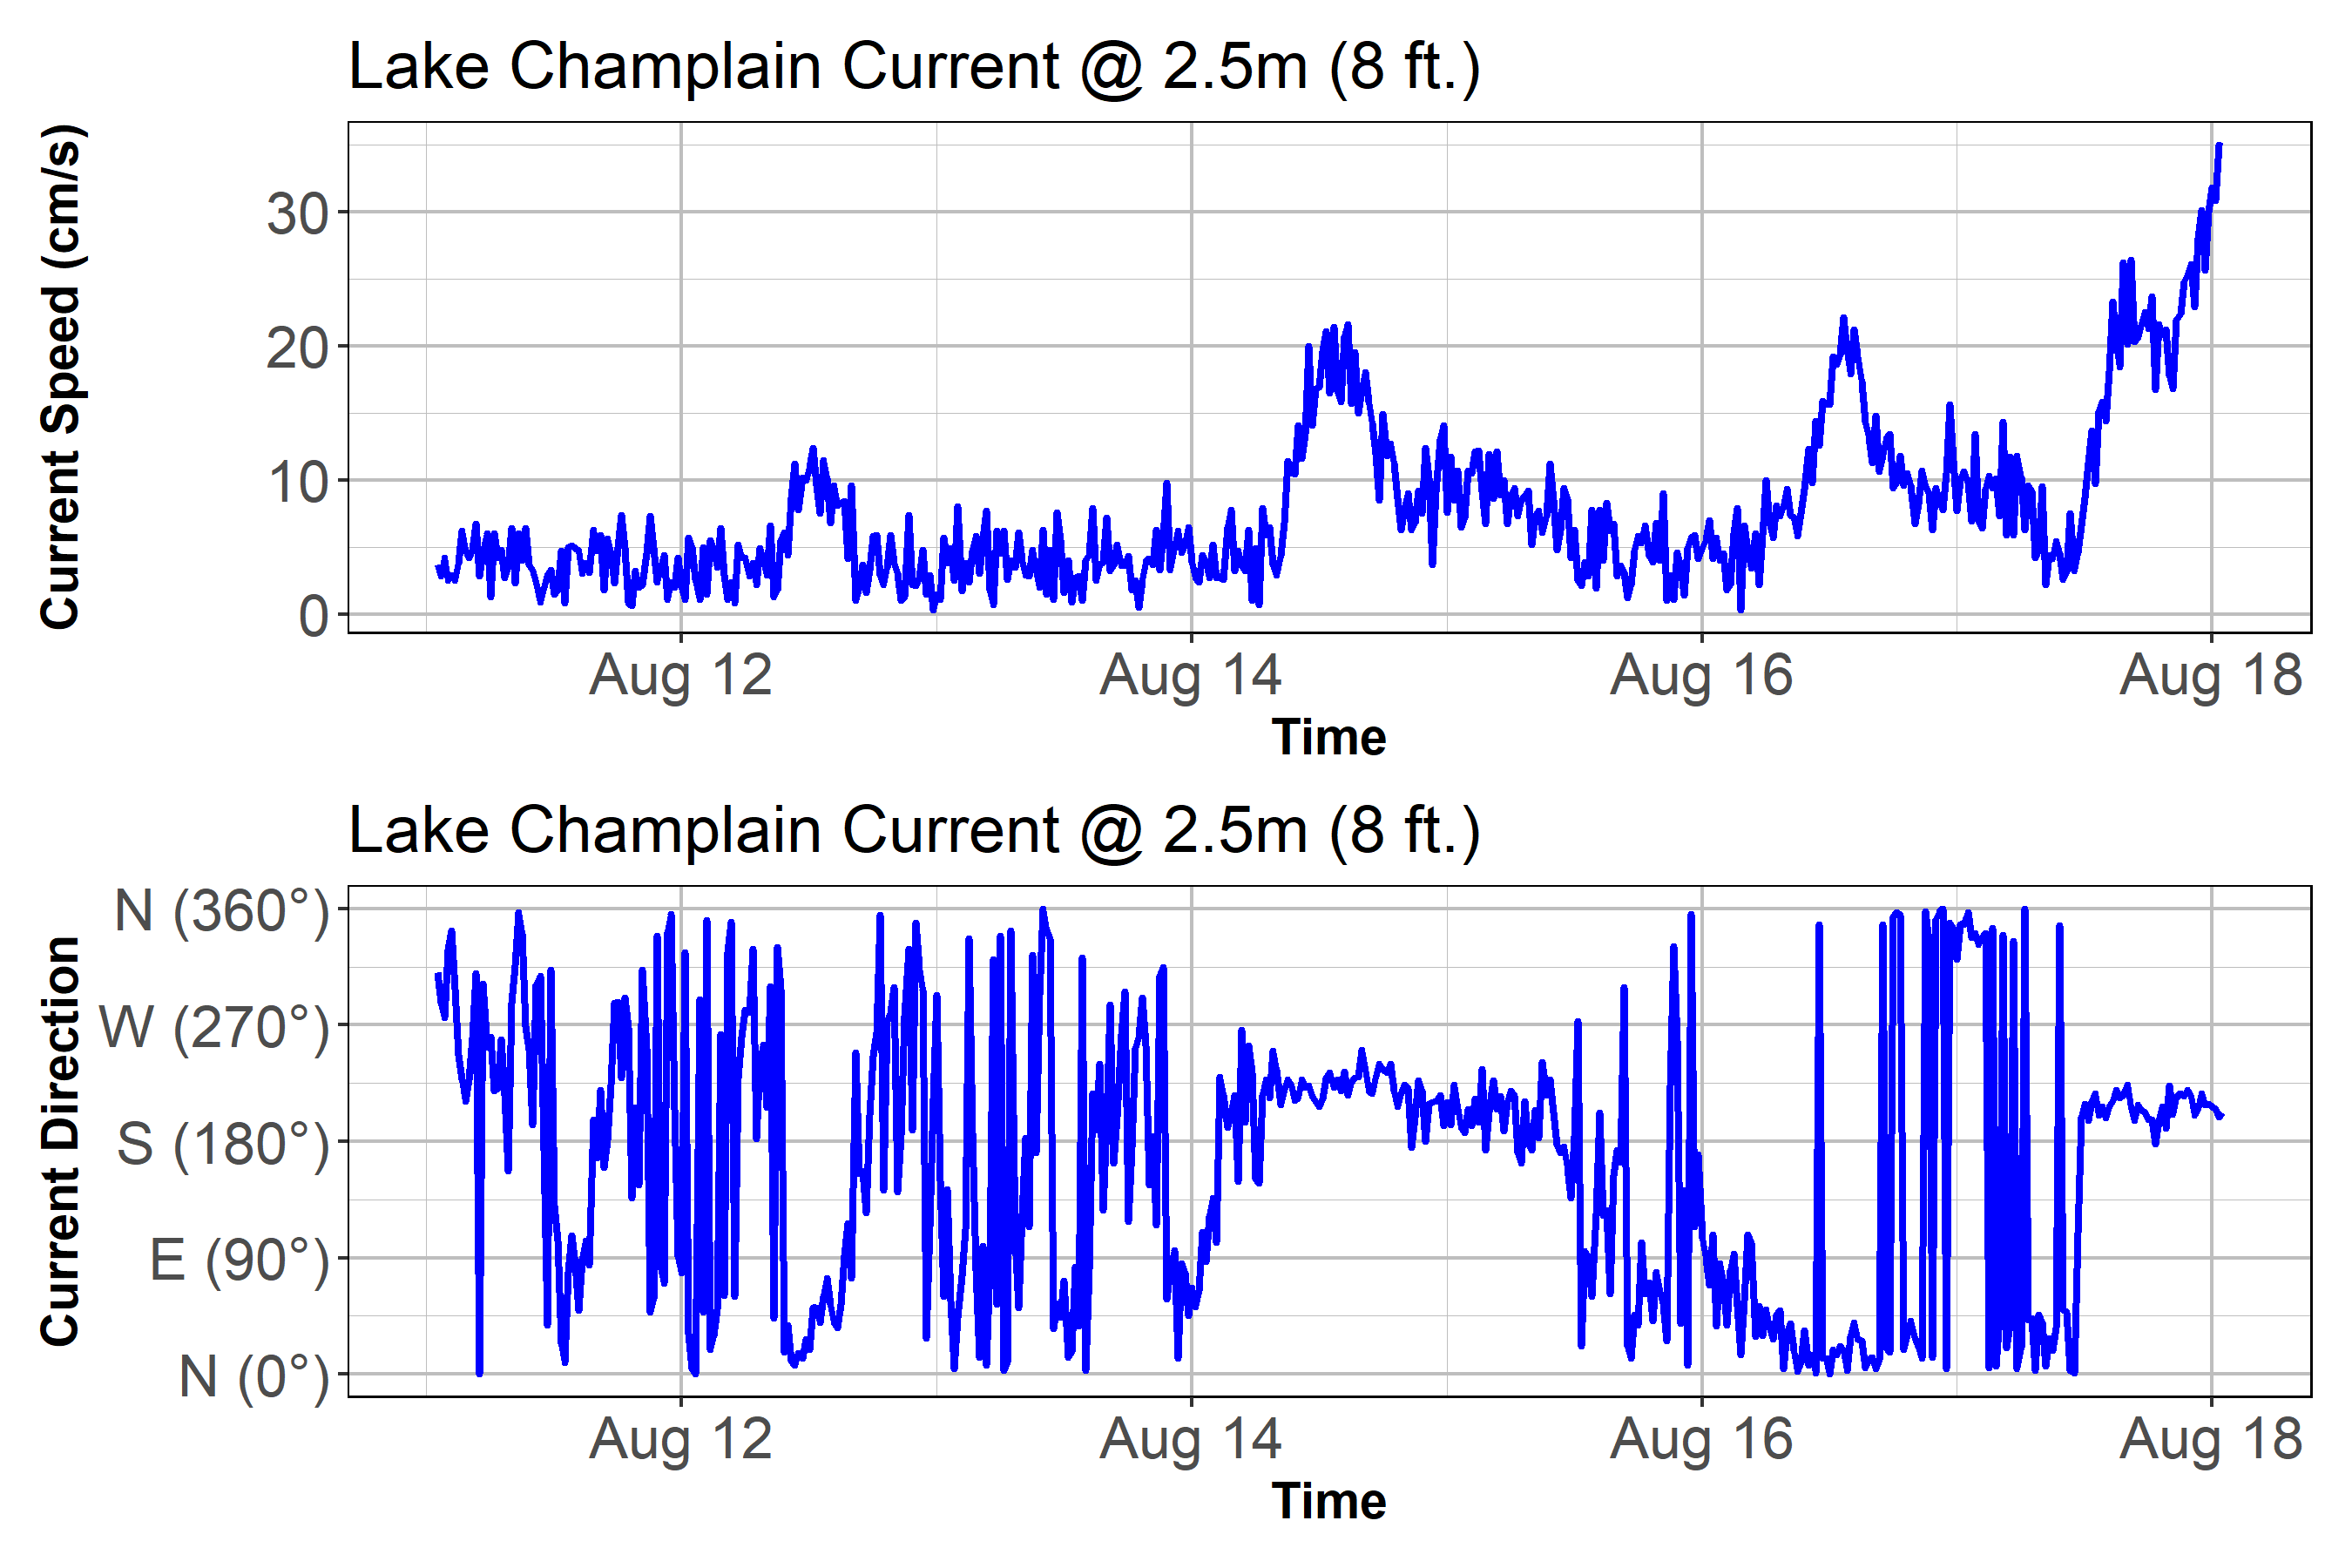 Lake Champlain Current @ 2.5m (8 ft.)
Current Speed (cm/s)
30
20
10
0
Aug 12 Aug 14 Aug 16 Aug 18
Time
Lake Champlain Current @ 2.5m (8 ft.)
Current Direction
N (360°)
W (270°)
S (180°)
E (90°)
N (0°)
Aug 12 Aug 14 Aug 16 Aug 18
Time